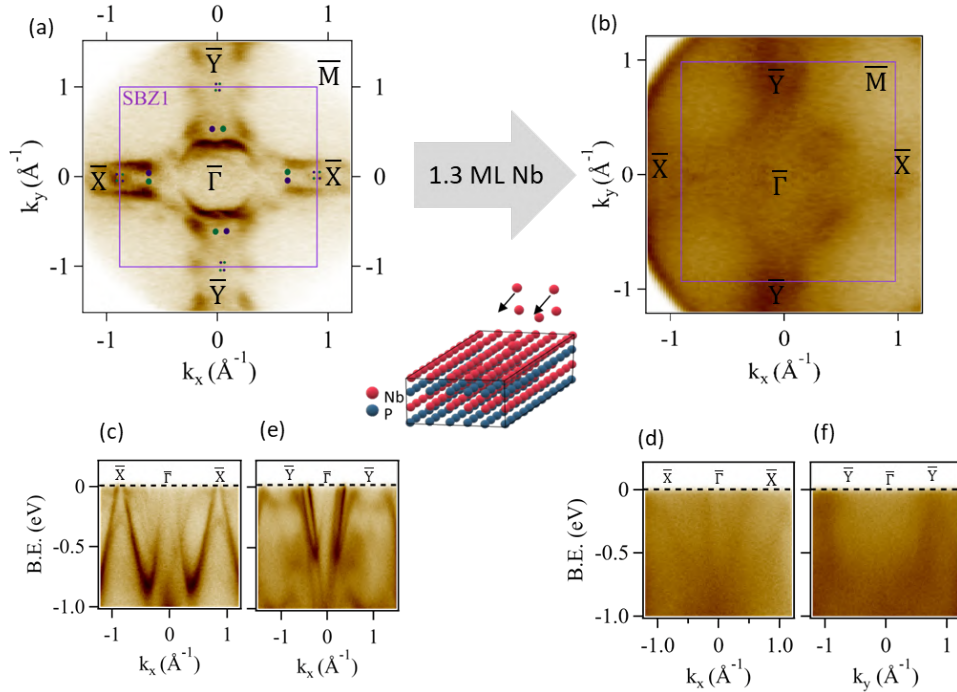 (a)
-1 0 1
Y̅
M̅
1 1
SBZ1
k_y (Å⁻¹)
X̅ 0 Γ̅ X̅ 0
-1 -1
Y̅
-1 0 1
k_x (Å⁻¹)
1.3 ML Nb
Nb
P
(b)
1
Y̅ M̅
k_y (Å⁻¹)
X̅ 0 Γ̅ X̅
-1
Y̅
-1 0 1
k_x (Å⁻¹)
(c)
X̅ Γ̅ X̅
0
B.E. (eV)
-0.5
-1.0
-1 0 1
k_x (Å⁻¹)
(e)
Y̅ Γ̅ Y̅
-1 0 1
k_x (Å⁻¹)
(d)
X̅ Γ̅ X̅
0
B.E. (eV)
-0.5
-1.0
-1.0 0 1.0
k_x (Å⁻¹)
(f)
Y̅ Γ̅ Y̅
-1 0 1
k_y (Å⁻¹)